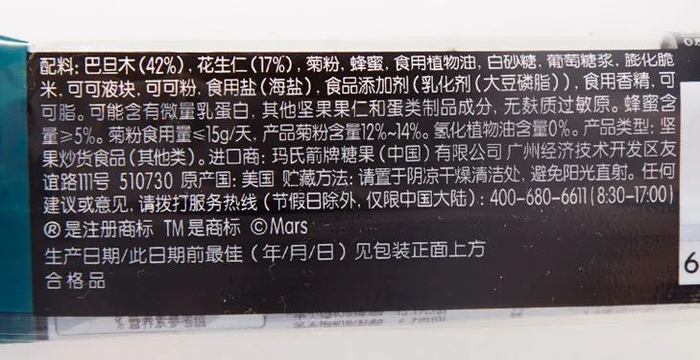 配料: 巴旦木(42%), 花生仁(17%), 菊粉, 蜂蜜, 食用植物油, 白砂糖, 葡萄糖浆, 膨化脆
米, 可可液块, 可可粉, 食用盐(海盐), 食品添加剂(乳化剂(大豆磷脂)), 食用香精, 可
可脂。可能含有微量乳蛋白, 其他坚果果仁和蛋类制品成分, 无麸质过敏原。蜂蜜含
量≥5%。菊粉食用量≤15g/天, 产品菊粉含量12%~14%。氢化植物油含量0%。产品类型: 坚
果炒货食品(其他类)。进口商: 玛氏箭牌糖果(中国)有限公司 广州经济技术开发区友
谊路111号 510730 原产国: 美国 贮藏方法: 请置于阴凉干燥清洁处, 避免阳光直射。任何
建议或意见, 请拨打服务热线(节假日除外, 仅限中国大陆): 400-680-6611(8:30-17:00)
®是注册商标 TM是商标 ©Mars
生产日期/此日期前最佳(年/月/日)见包装正面上方
合格品
6